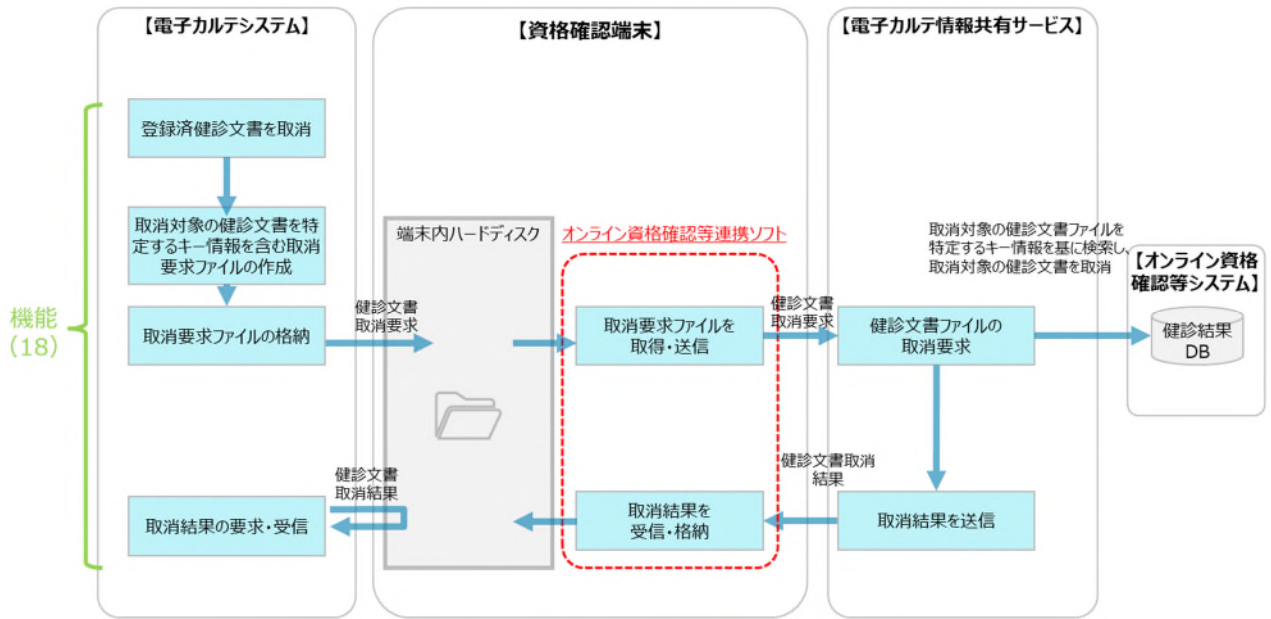 【電子カルテシステム】
【資格確認端末】
【電子カルテ情報共有サービス】
登録済健診文書を取消
取消対象の健診文書を特
定するキー情報を含む取消
要求ファイルの作成
端末内ハードディスク
オンライン資格確認等連携ソフト
取消対象の健診文書ファイルを
特定するキー情報を基に検索し、
取消対象の健診文書を取消
【オンライン資格
確認等システム】
機能
(18)
取消要求ファイルの格納
健診文書
取消要求
取消要求ファイルを
取得・送信
健診文書
取消要求
健診文書ファイルの
取消要求
健診結果
DB
取消結果の要求・受信
健診文書
取消結果
取消結果を
受信・格納
健診文書取消
結果
取消結果を送信